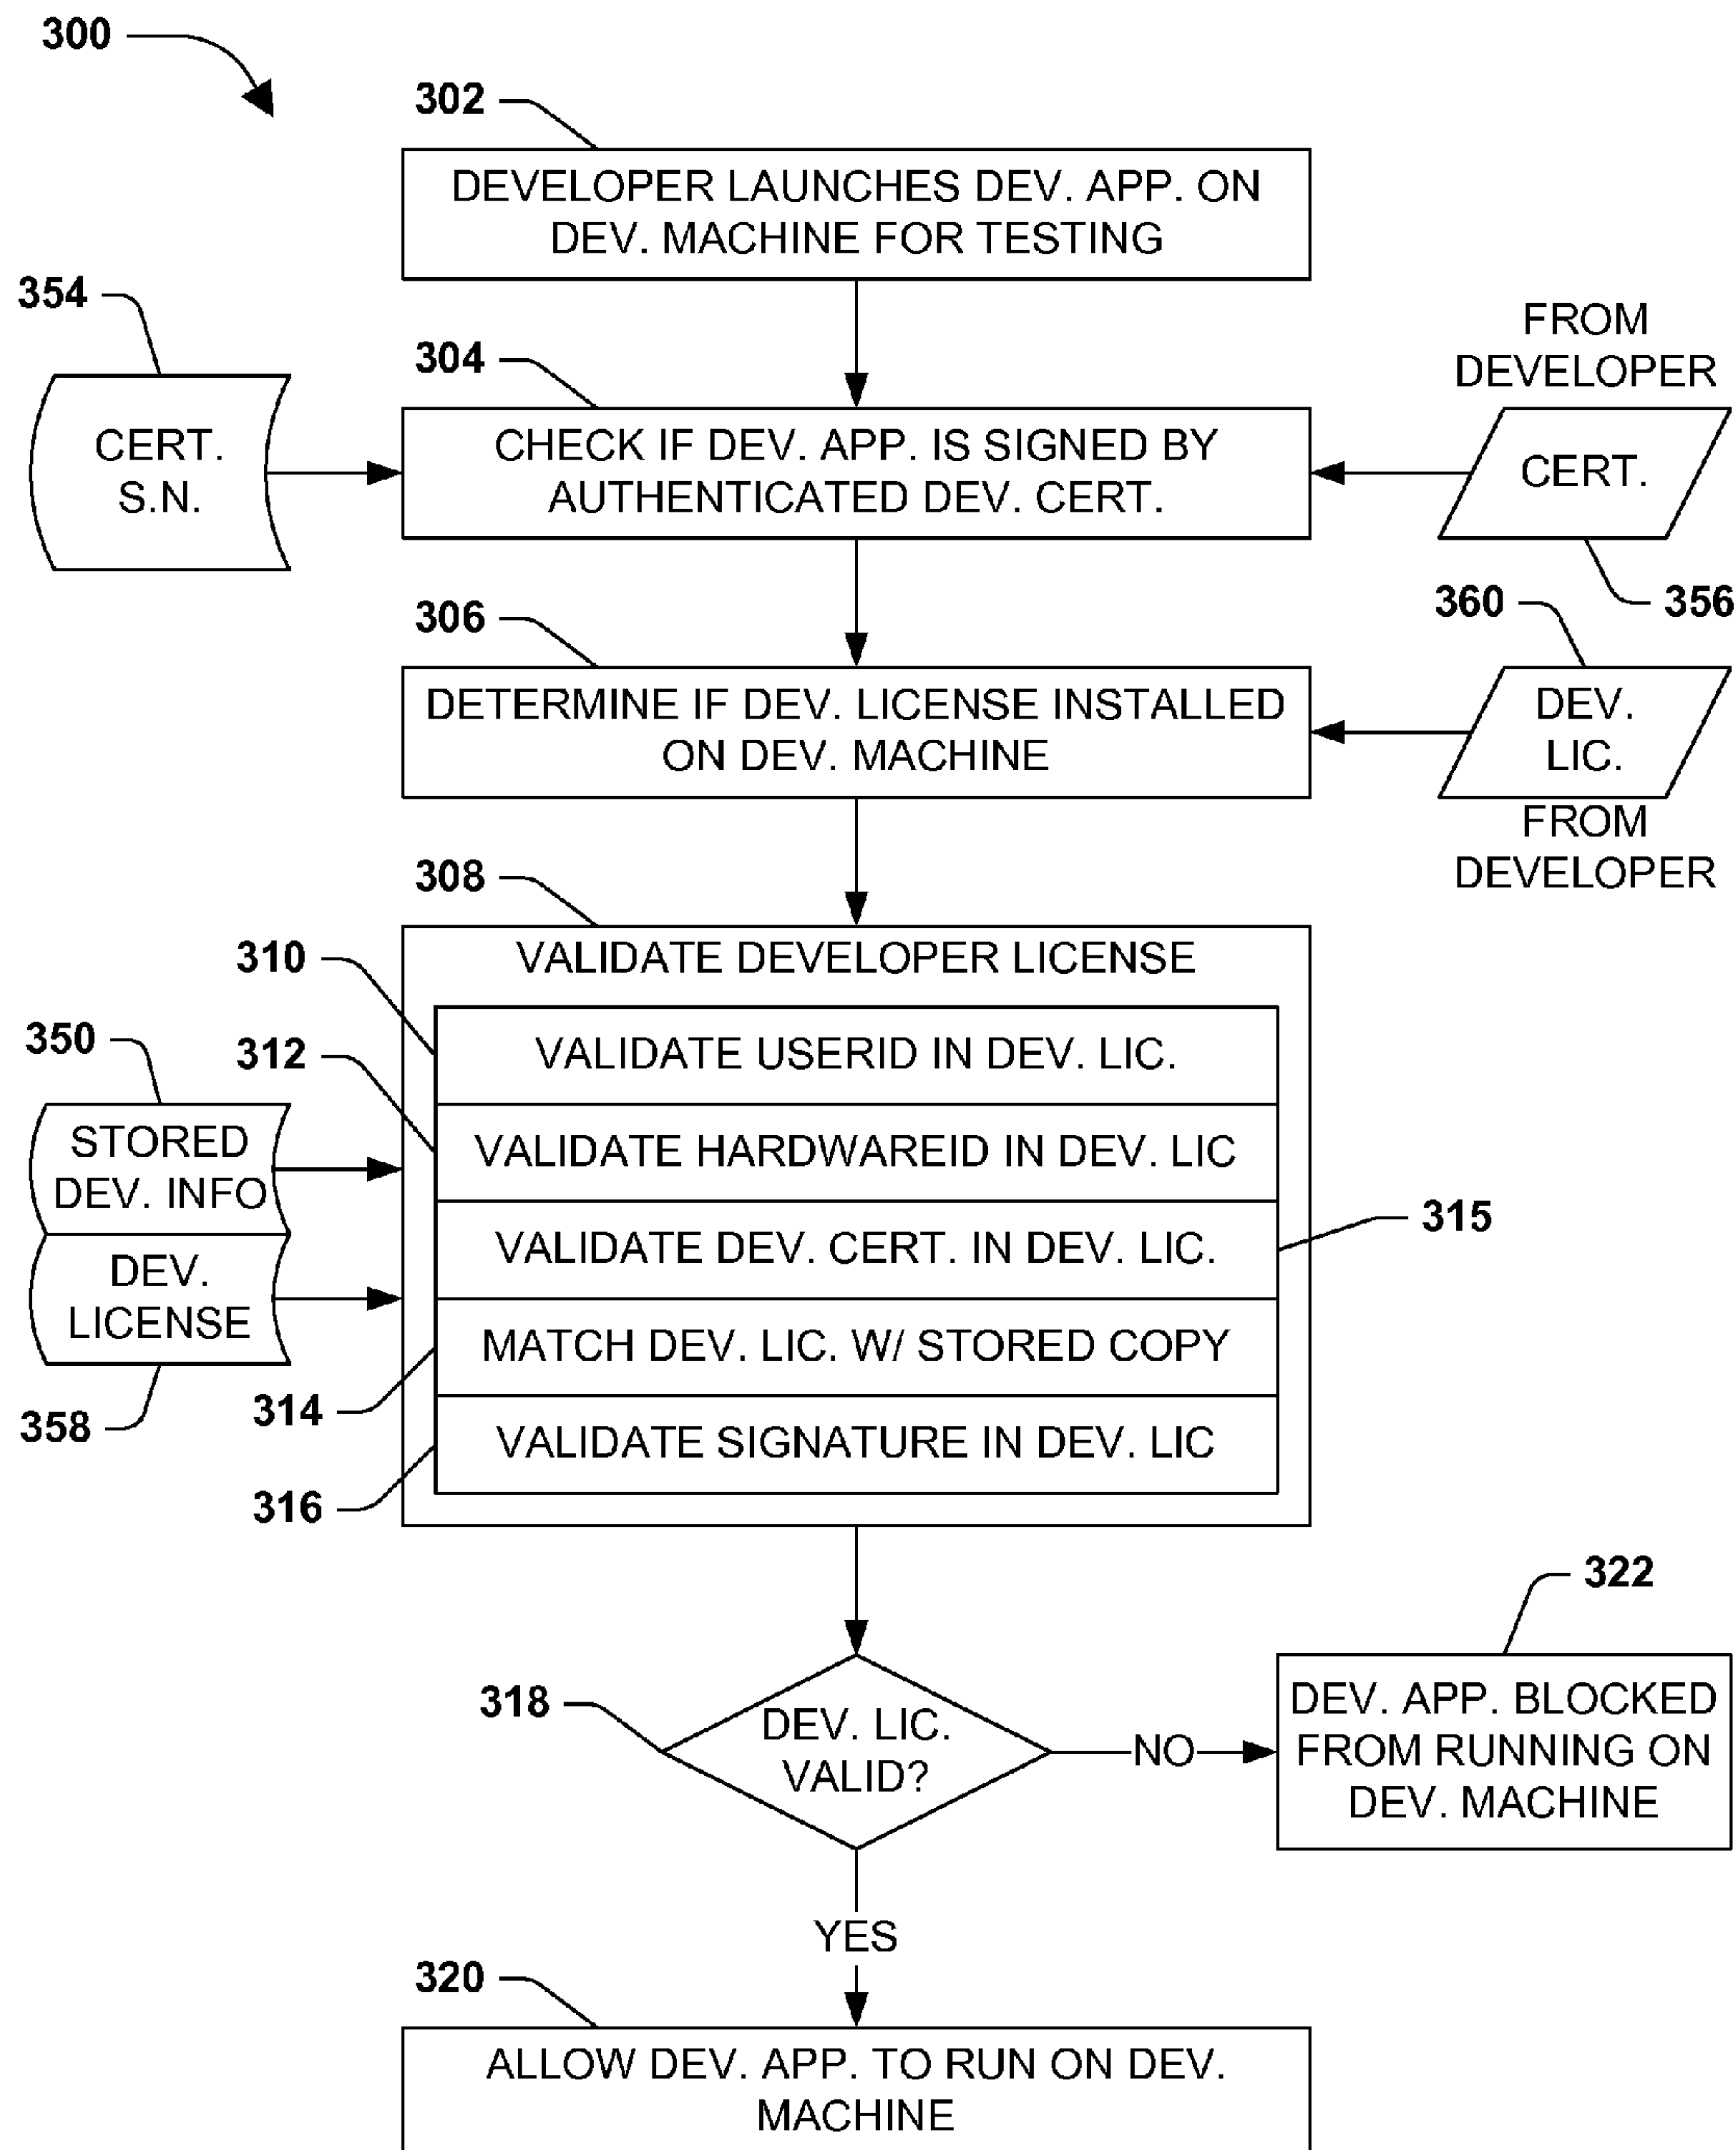 300
302
DEVELOPER LAUNCHES DEV. APP. ON
DEV. MACHINE FOR TESTING
354
CERT.
S.N.
304
CHECK IF DEV. APP. IS SIGNED BY
AUTHENTICATED DEV. CERT.
FROM
DEVELOPER
CERT.
356
306
DETERMINE IF DEV. LICENSE INSTALLED
ON DEV. MACHINE
360
DEV.
LIC.
FROM
DEVELOPER
308
VALIDATE DEVELOPER LICENSE
310
VALIDATE USERID IN DEV. LIC.
350
312
STORED
DEV. INFO
VALIDATE HARDWAREID IN DEV. LIC
315
VALIDATE DEV. CERT. IN DEV. LIC.
DEV.
LICENSE
MATCH DEV. LIC. W/ STORED COPY
358
314
VALIDATE SIGNATURE IN DEV. LIC
316
318
DEV. LIC.
VALID?
NO
322
DEV. APP. BLOCKED
FROM RUNNING ON
DEV. MACHINE
YES
320
ALLOW DEV. APP. TO RUN ON DEV.
MACHINE